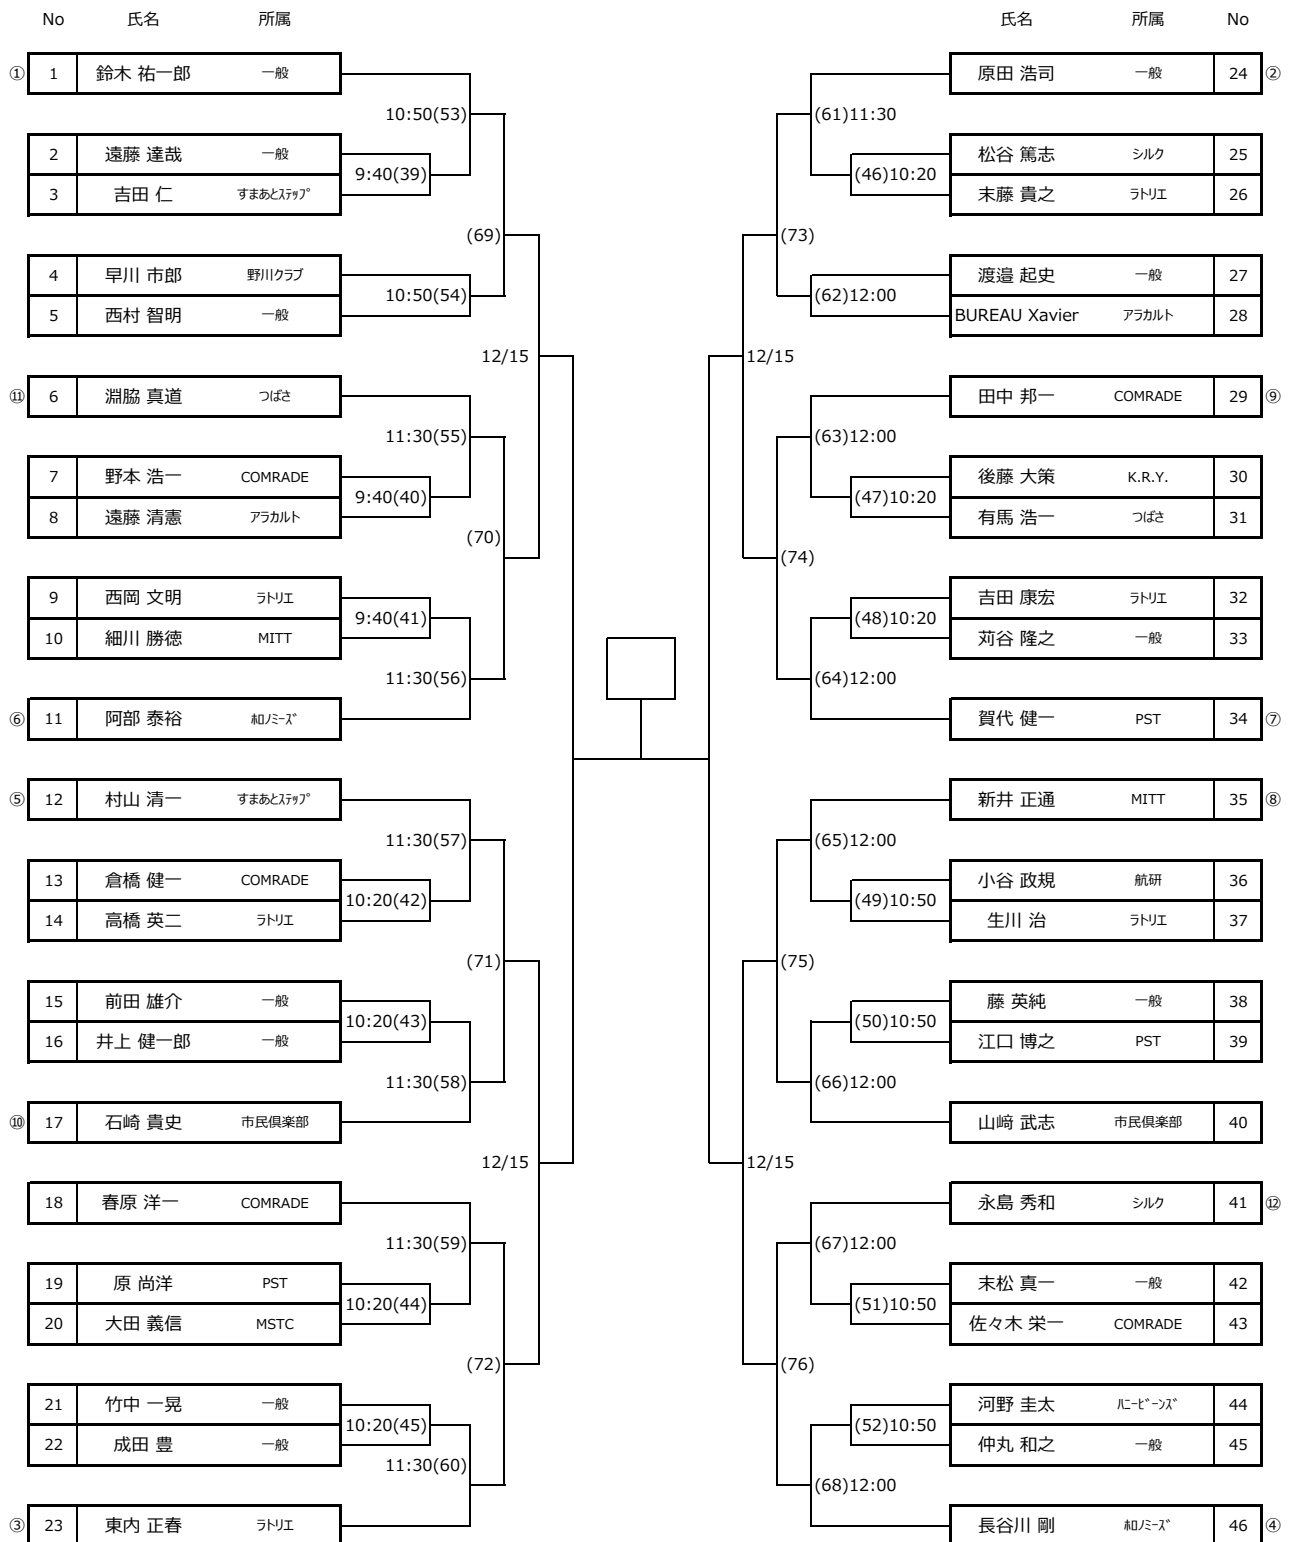 No 氏名 所属 氏名 所属 No
① 1 鈴木 祐一郎 一般 原田 浩司 一般 24 ②
10:50(53) (61)11:30
2 遠藤 達哉 一般 松谷 篤志 シルク 25
9:40(39) (46)10:20
3 吉田 仁 すまあとステップ 末藤 貴之 ラトリエ 26
(69) (73)
4 早川 市郎 野川クラブ 渡邉 起史 一般 27
10:50(54) (62)12:00
5 西村 智明 一般 BUREAU Xavier アラカルト 28
12/15 12/15
⑪ 6 淵脇 真道 つばさ 田中 邦一 COMRADE 29 ⑨
11:30(55) (63)12:00
7 野本 浩一 COMRADE 後藤 大策 K.R.Y. 30
9:40(40) (47)10:20
8 遠藤 清憲 アラカルト 有馬 浩一 つばさ 31
(70) (74)
9 西岡 文明 ラトリエ 吉田 康宏 ラトリエ 32
9:40(41) (48)10:20
10 細川 勝徳 MITT 苅谷 隆之 一般 33
11:30(56) (64)12:00
⑥ 11 阿部 泰裕 ホロノミーズ 賀代 健一 PST 34 ⑦
⑤ 12 村山 清一 すまあとステップ 新井 正通 MITT 35 ⑧
11:30(57) (65)12:00
13 倉橋 健一 COMRADE 小谷 政規 航研 36
10:20(42) (49)10:50
14 高橋 英二 ラトリエ 生川 治 ラトリエ 37
(71) (75)
15 前田 雄介 一般 藤 英純 一般 38
10:20(43) (50)10:50
16 井上 健一郎 一般 江口 博之 PST 39
11:30(58) (66)12:00
⑩ 17 石崎 貴史 市民倶楽部 山﨑 武志 市民倶楽部 40
12/15 12/15
18 春原 洋一 COMRADE 永島 秀和 シルク 41 ⑫
11:30(59) (67)12:00
19 原 尚洋 PST 末松 真一 一般 42
10:20(44) (51)10:50
20 大田 義信 MSTC 佐々木 栄一 COMRADE 43
(72) (76)
21 竹中 一晃 一般 河野 圭太 ハニービーンズ 44
10:20(45) (52)10:50
22 成田 豊 一般 仲丸 和之 一般 45
11:30(60) (68)12:00
③ 23 東内 正春 ラトリエ 長谷川 剛 ホロノミーズ 46 ④